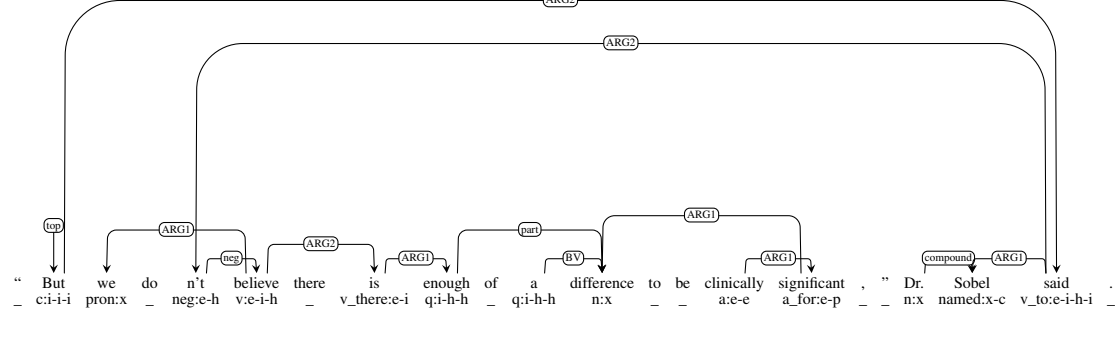 ARG2
ARG2
top ARG1 neg ARG2 ARG1 part BV ARG1 ARG1 compound ARG1
“ But we do n't believe there is enough of a difference to be clinically significant , ” Dr. Sobel said .
_ c:i-i-i pron:x _ neg:e-h v:e-i-h _ v_there:e-i q:i-h-h _ q:i-h-h n:x _ _ a:e-e a_for:e-p _ _ n:x named:x-c v_to:e-i-h-i _